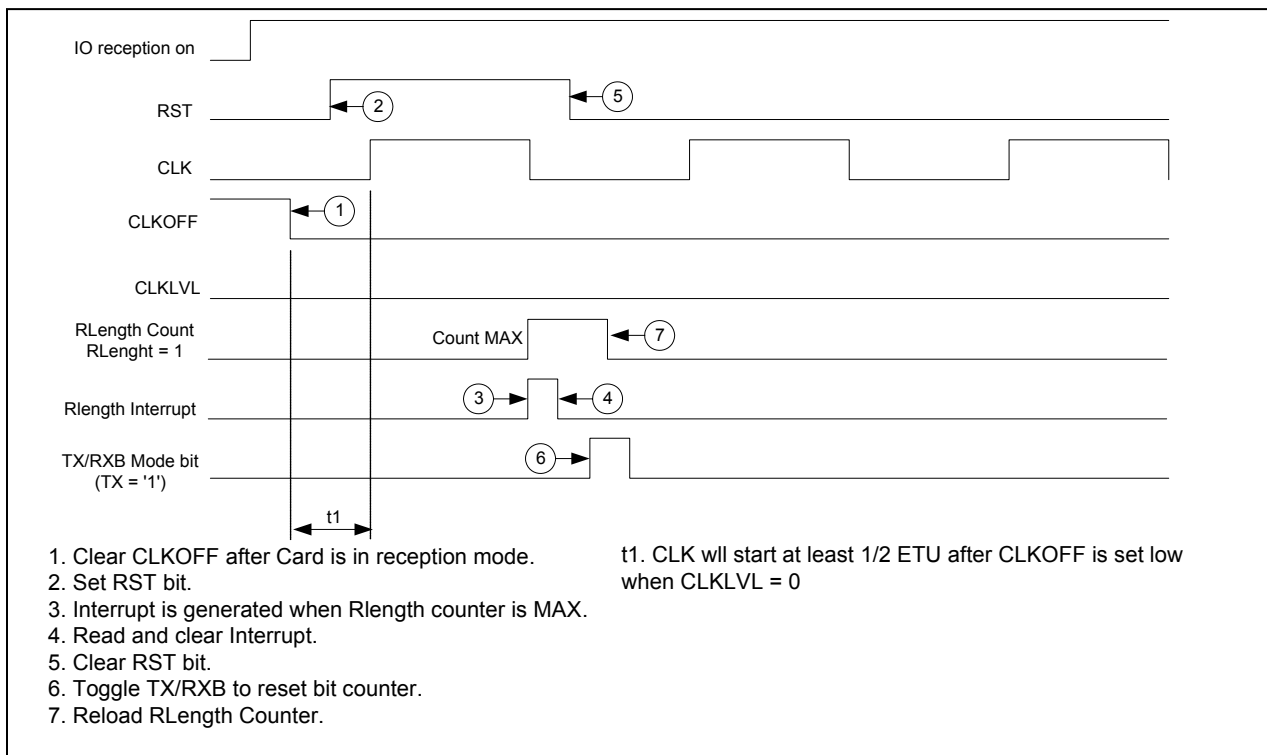 IO reception on
RST
2
5
CLK
CLKOFF
1
CLKLVL
RLength Count
RLenght = 1
Count MAX
7
Rlength Interrupt
3
4
TX/RXB Mode bit
(TX = '1')
6
t1
1. Clear CLKOFF after Card is in reception mode.
2. Set RST bit.
3. Interrupt is generated when Rlength counter is MAX.
4. Read and clear Interrupt.
5. Clear RST bit.
6. Toggle TX/RXB to reset bit counter.
7. Reload RLength Counter.
t1. CLK wll start at least 1/2 ETU after CLKOFF is set low
when CLKLVL = 0